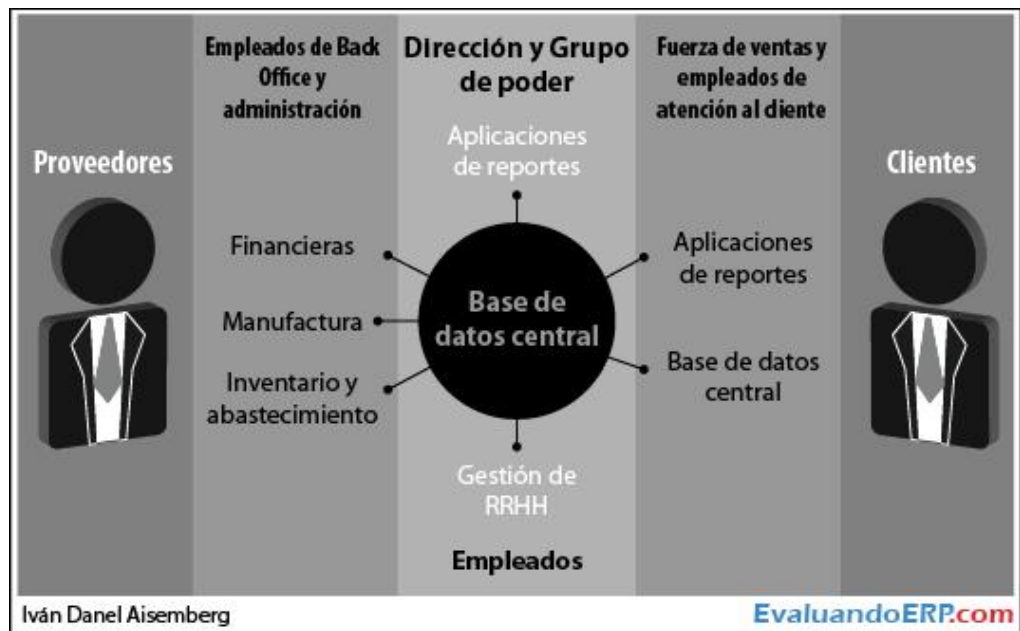 Proveedores
Empleados de Back
Office y
administración
Financieras
Manufactura
Inventario y
abastecimiento
Dirección y Grupo
de poder
Aplicaciones
de reportes
Base de
datos central
Gestión de
RRHH
Empleados
Fuerza de ventas y
empleados de
atención al cliente
Aplicaciones
de reportes
Base de datos
central
Clientes
Iván Danel Aisemberg
EvaluandoERP.com